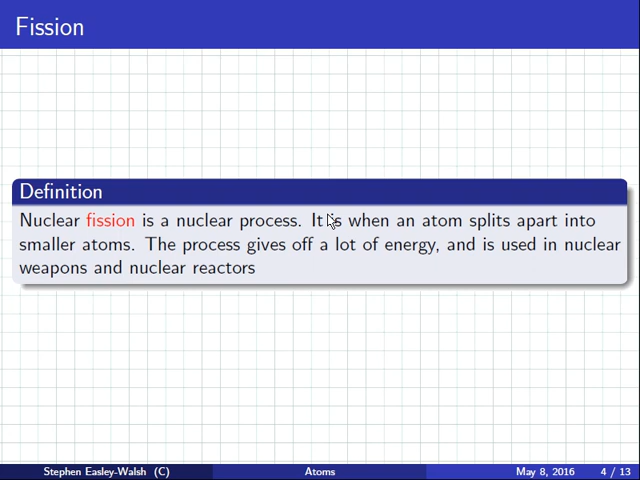 Fission
Definition
Nuclear fission is a nuclear process. It is when an atom splits apart into
smaller atoms. The process gives off a lot of energy, and is used in nuclear
weapons and nuclear reactors
Stephen Easley-Walsh (C) Atoms May 8, 2016 4 / 13